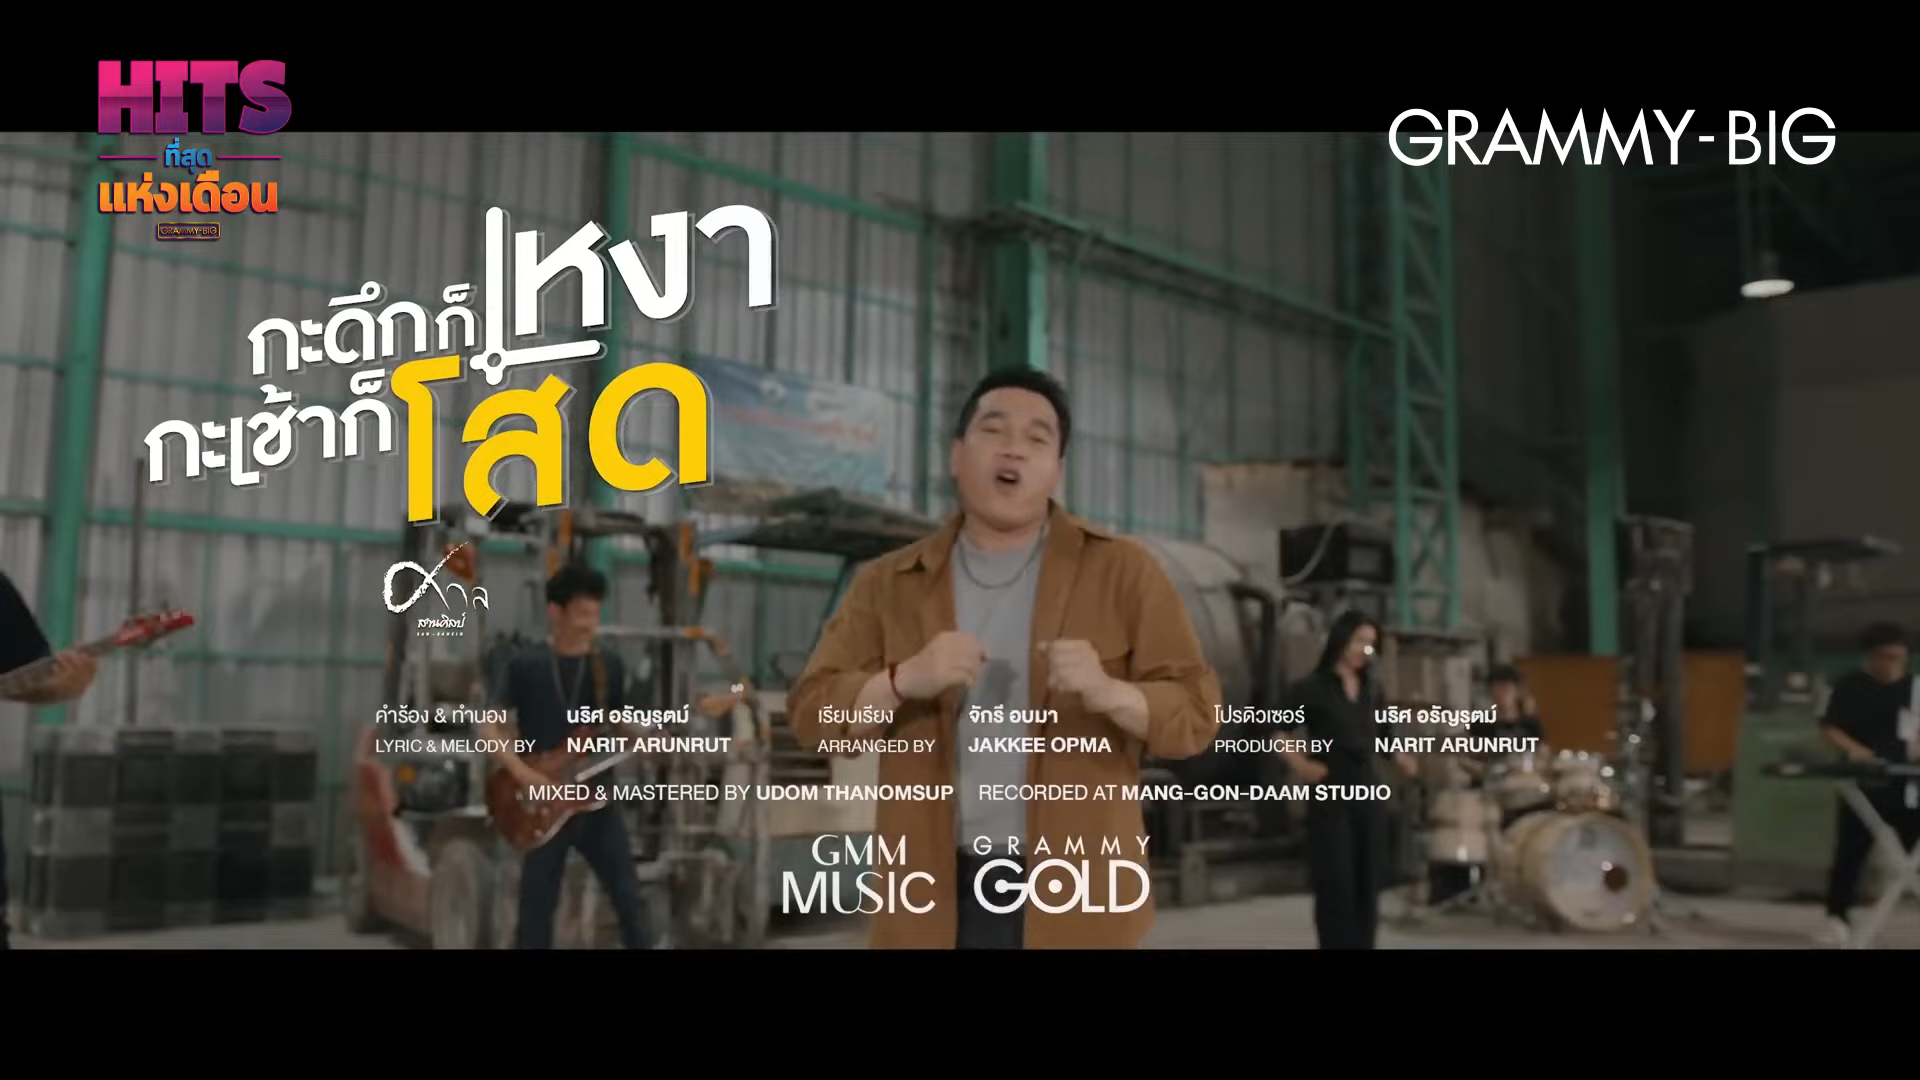 HITS
ที่สุด
แห่งเดือน
GRAMMY-BIG
GRAMMY-BIG
กะดึกก็เหงา
กะเช้าก็โสด
ศาล
สานศิลป์
SAN - SANSIN
คำร้อง & ทำนอง นริศ อรัญรุตม์
LYRIC & MELODY BY NARIT ARUNRUT
เรียบเรียง จักรี อบมา
ARRANGED BY JAKKEE OPMA
โปรดิวเซอร์ นริศ อรัญรุตม์
PRODUCER BY NARIT ARUNRUT
MIXED & MASTERED BY UDOM THANOMSUP RECORDED AT MANG-GON-DAAM STUDIO
GMM
MUSIC
GRAMMY
GOLD